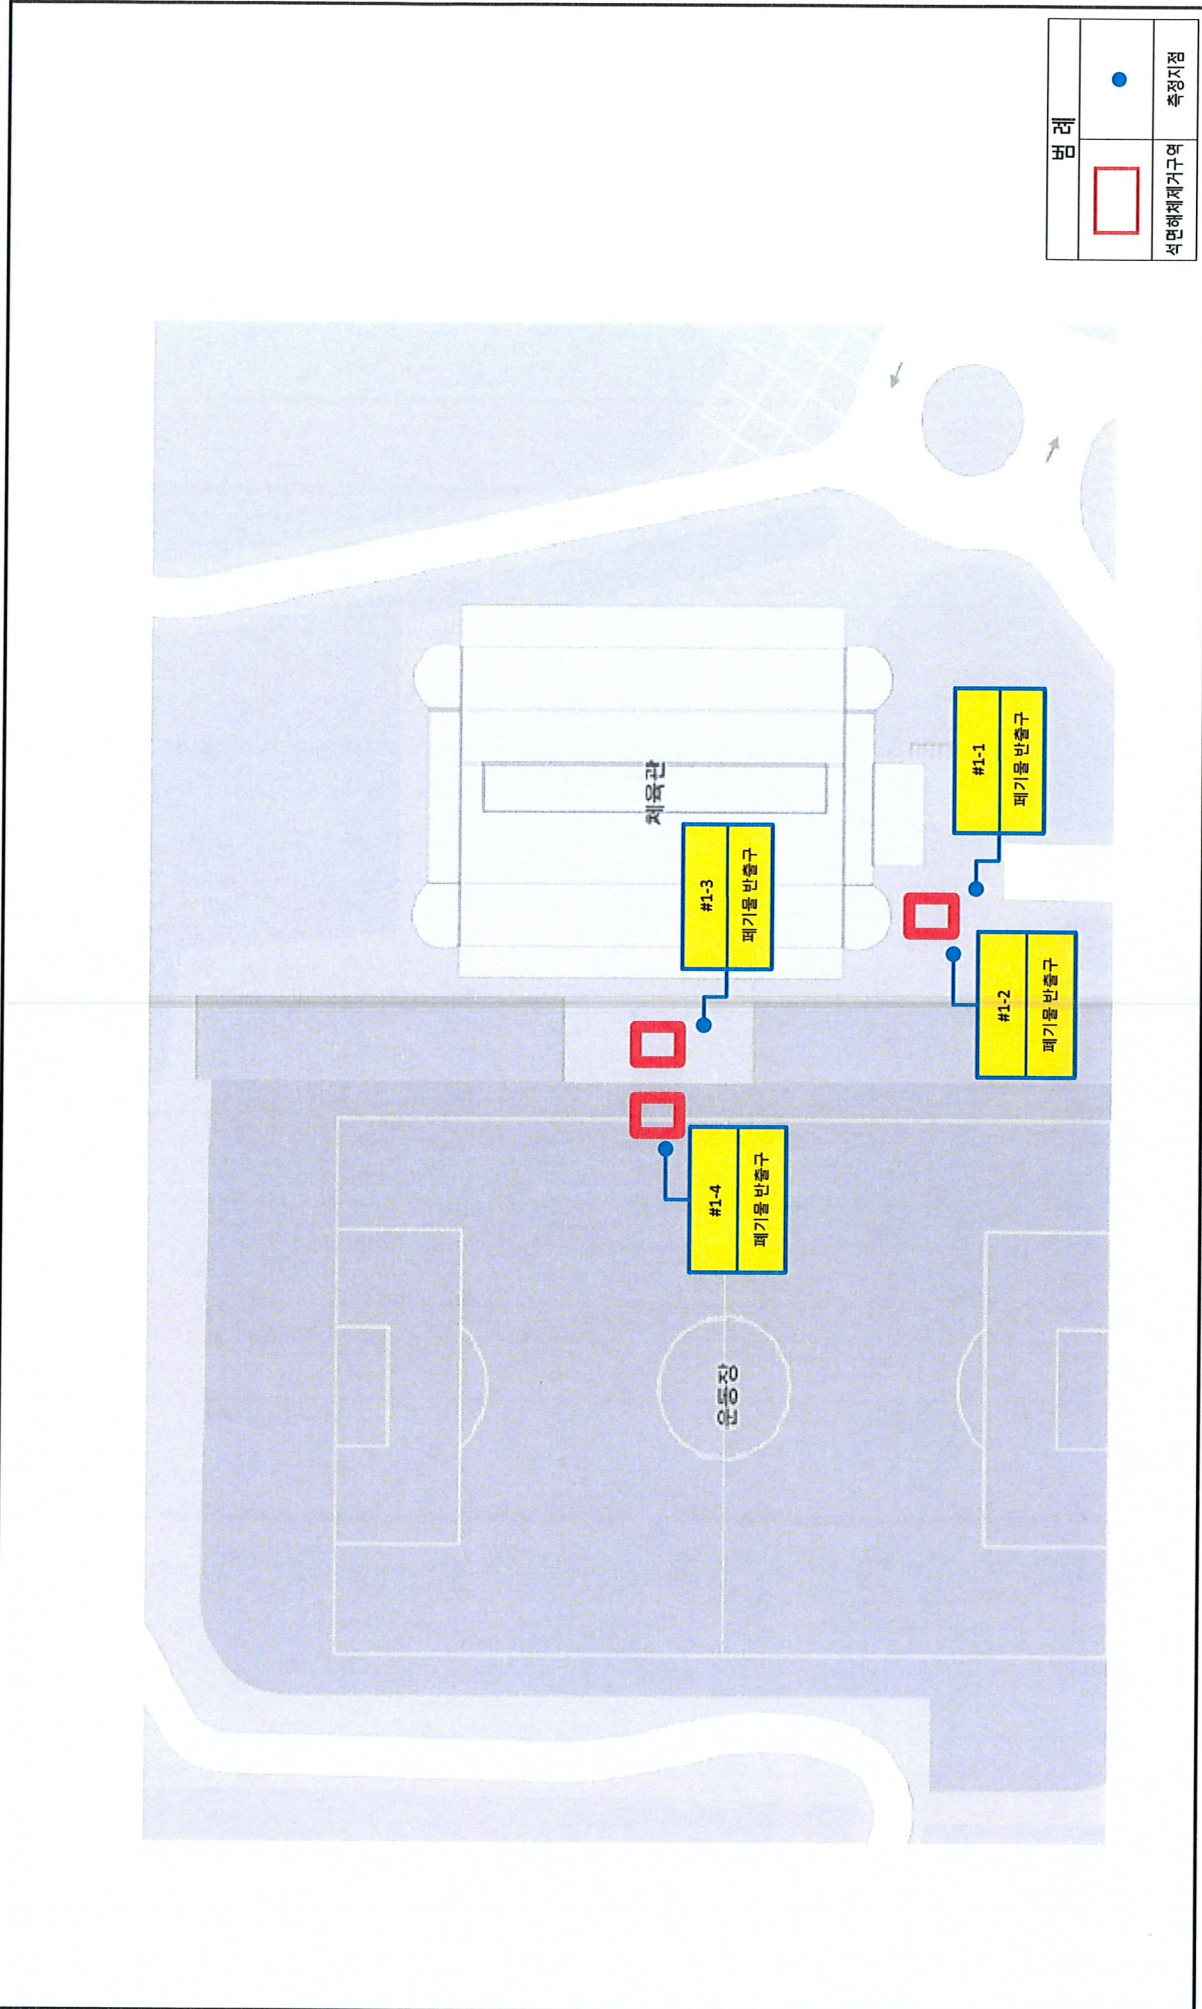 범 례
석면해체제거구역
측정지점
체육관
운동장
#1-1
폐기물 반출구
#1-2
폐기물 반출구
#1-3
폐기물 반출구
#1-4
폐기물 반출구